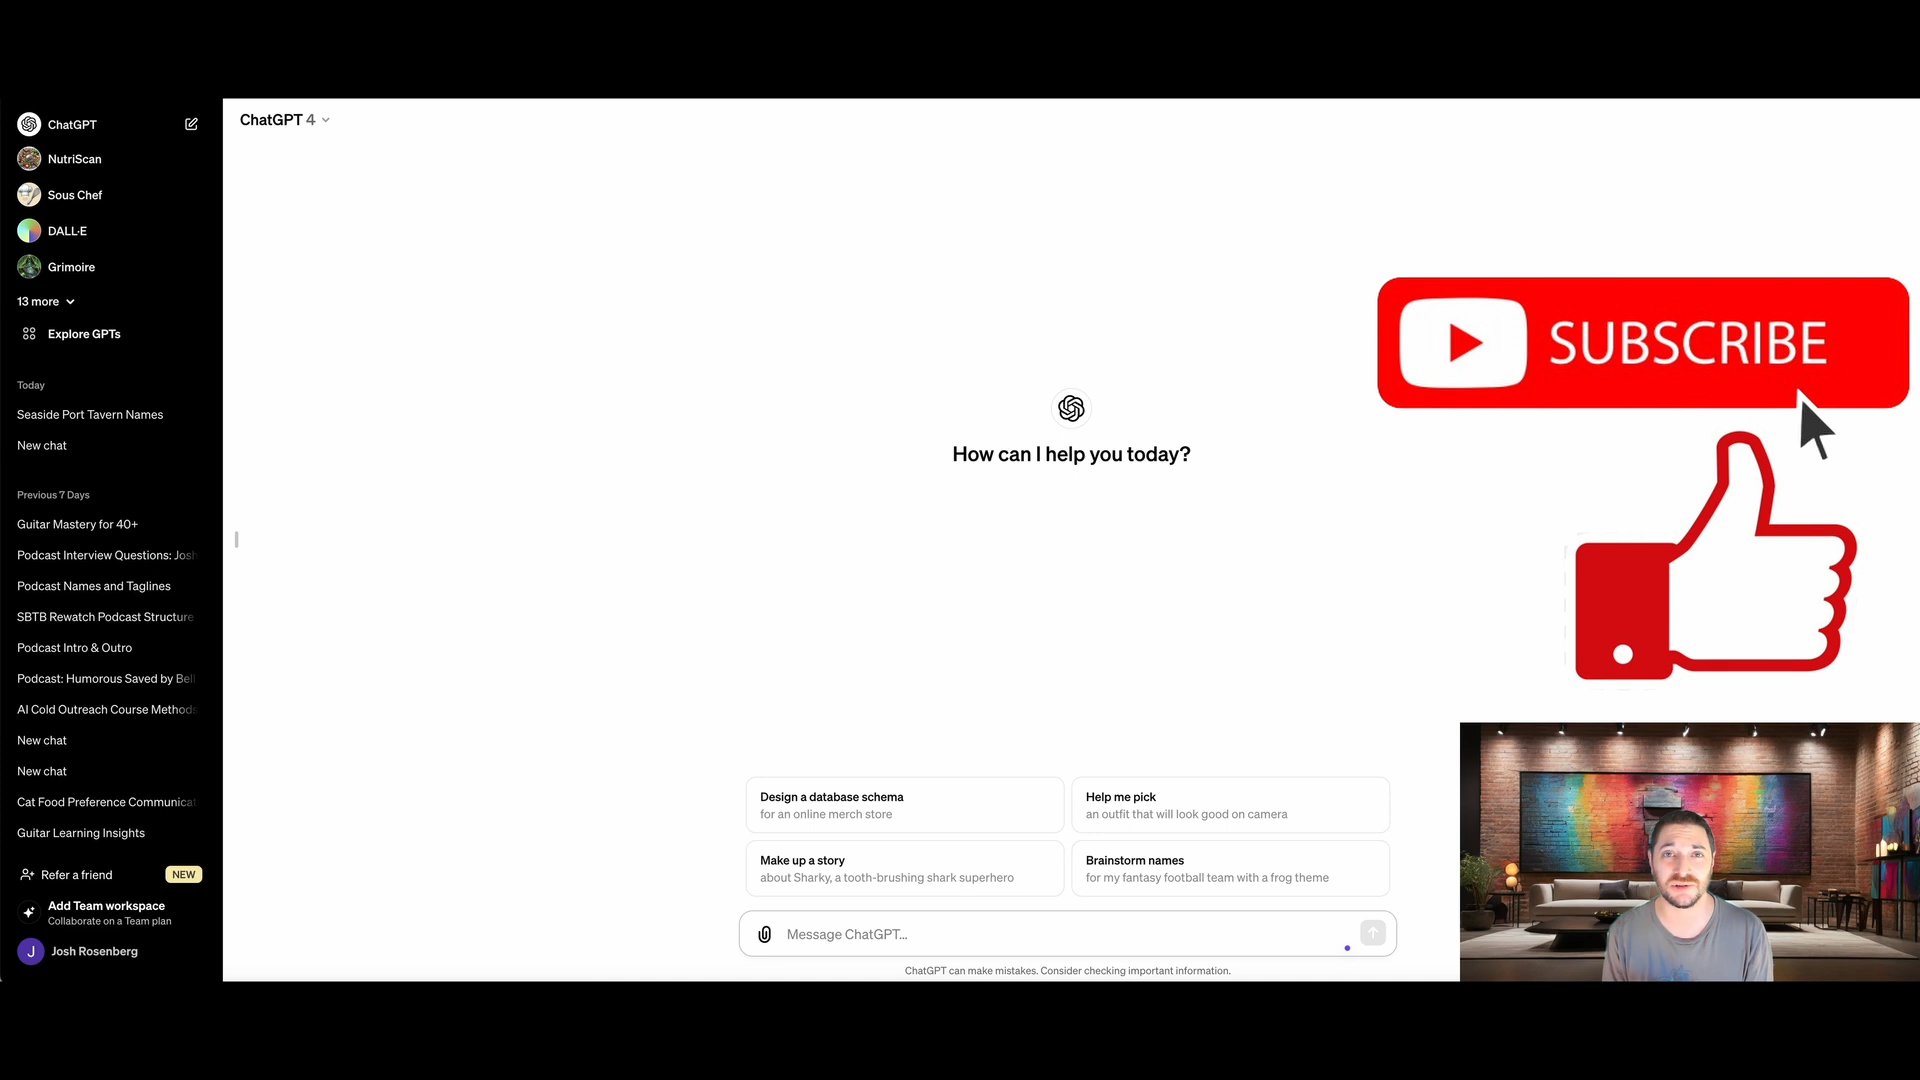 ChatGPT
NutriScan
Sous Chef
DALL·E
Grimoire
13 more
Explore GPTs
Today
Seaside Port Tavern Names
New chat
Previous 7 Days
Guitar Mastery for 40+
Podcast Interview Questions: Josh
Podcast Names and Taglines
SBTB Rewatch Podcast Structure
Podcast Intro & Outro
Podcast: Humorous Saved by Bell
AI Cold Outreach Course Methods
New chat
New chat
Cat Food Preference Communicat
Guitar Learning Insights
Refer a friend
NEW
Add Team workspace
Collaborate on a Team plan
J
Josh Rosenberg
ChatGPT 4
How can I help you today?
SUBSCRIBE
Design a database schema
for an online merch store
Help me pick
an outfit that will look good on camera
Make up a story
about Sharky, a tooth-brushing shark superhero
Brainstorm names
for my fantasy football team with a frog theme
Message ChatGPT...
ChatGPT can make mistakes. Consider checking important information.